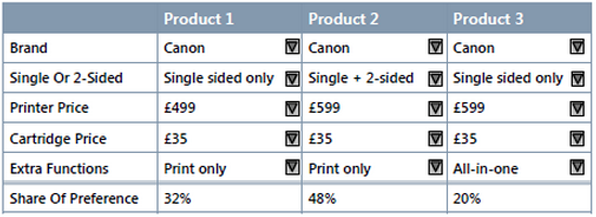 Product 1 Product 2 Product 3
Brand Canon Canon Canon
Single Or 2-Sided Single sided only Single + 2-sided Single sided only
Printer Price £499 £599 £599
Cartridge Price £35 £35 £35
Extra Functions Print only Print only All-in-one
Share Of Preference 32% 48% 20%